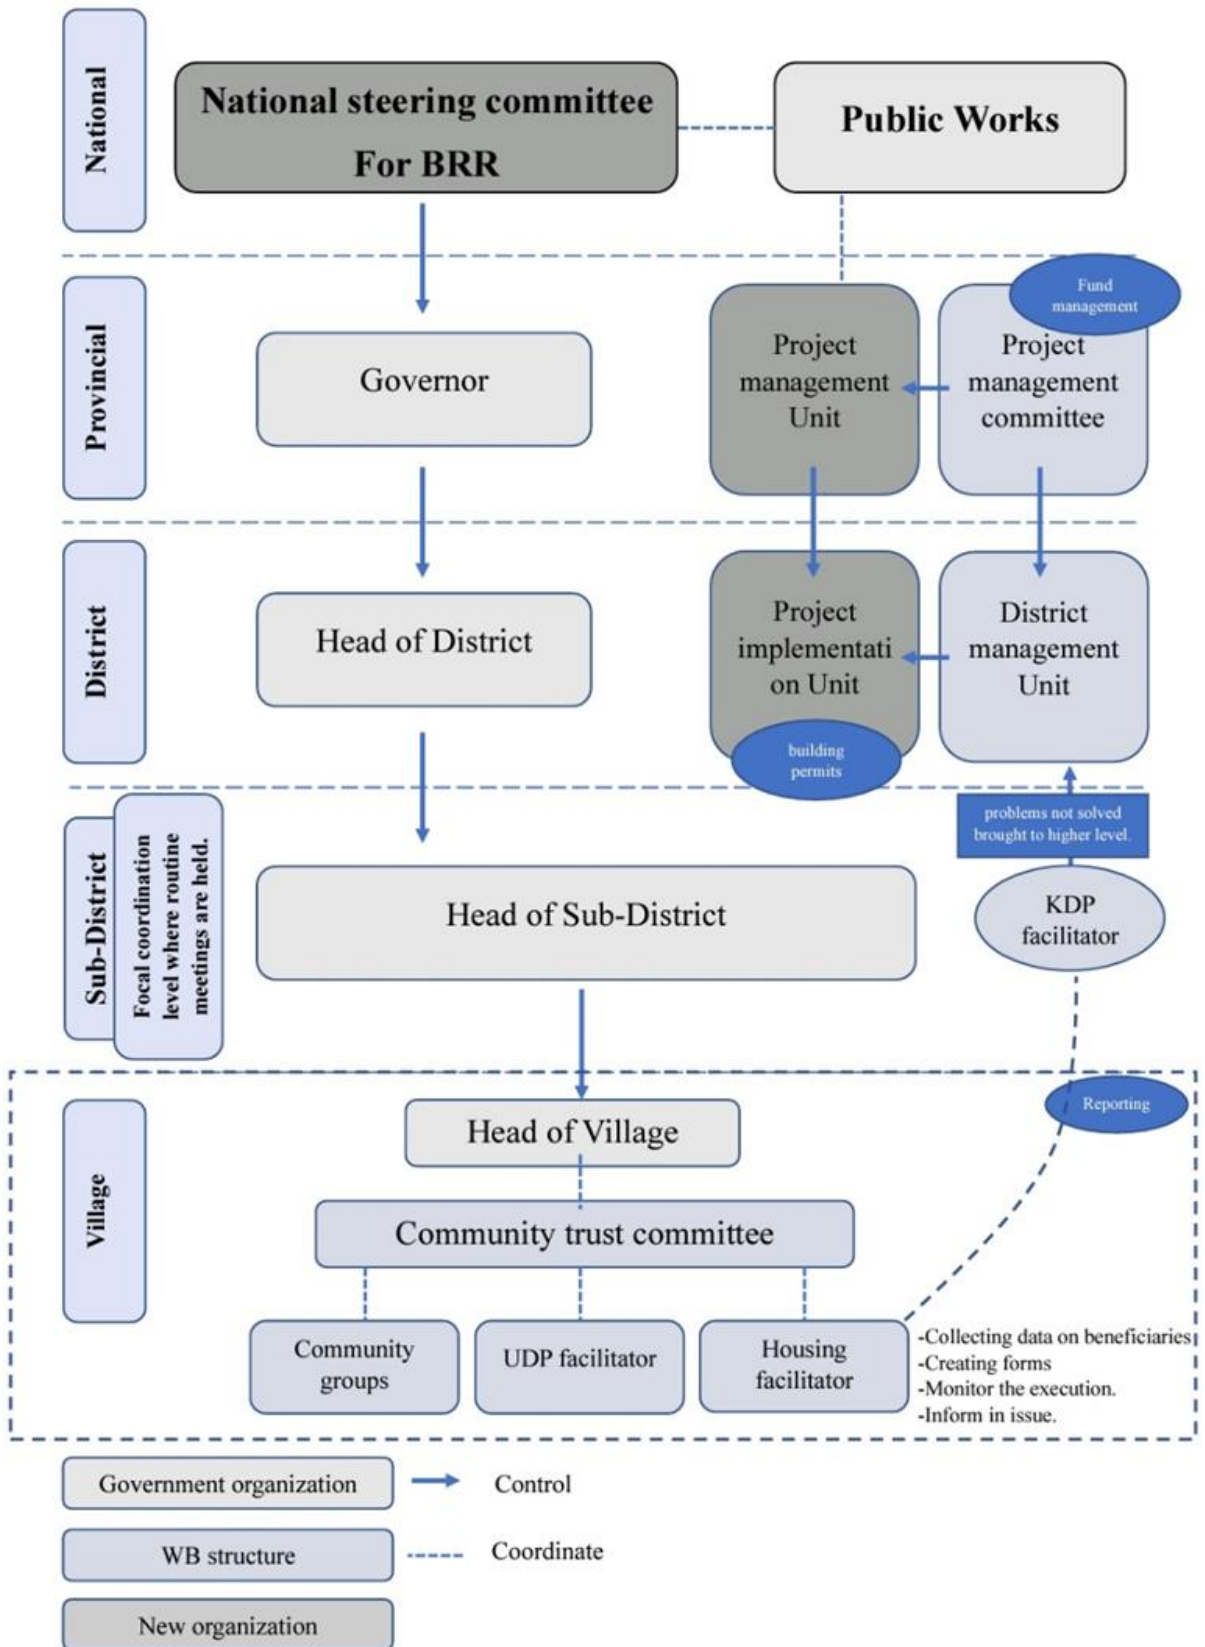 National
National steering committee
For BRR
Public Works
Provincial
Governor
Project
management
Unit
Fund
management
Project
management
committee
District
Head of District
Project
implementati
on Unit
building
permits
District
management
Unit
Sub-District
Focal coordination
level where routine
meetings are held.
Head of Sub-District
problems not solved
brought to higher level.
KDP
facilitator
Village
Head of Village
Reporting
Community trust committee
Community
groups
UDP facilitator
Housing
facilitator
-Collecting data on beneficiaries
-Creating forms
-Monitor the execution.
-Inform in issue.
Government organization
Control
WB structure
Coordinate
New organization